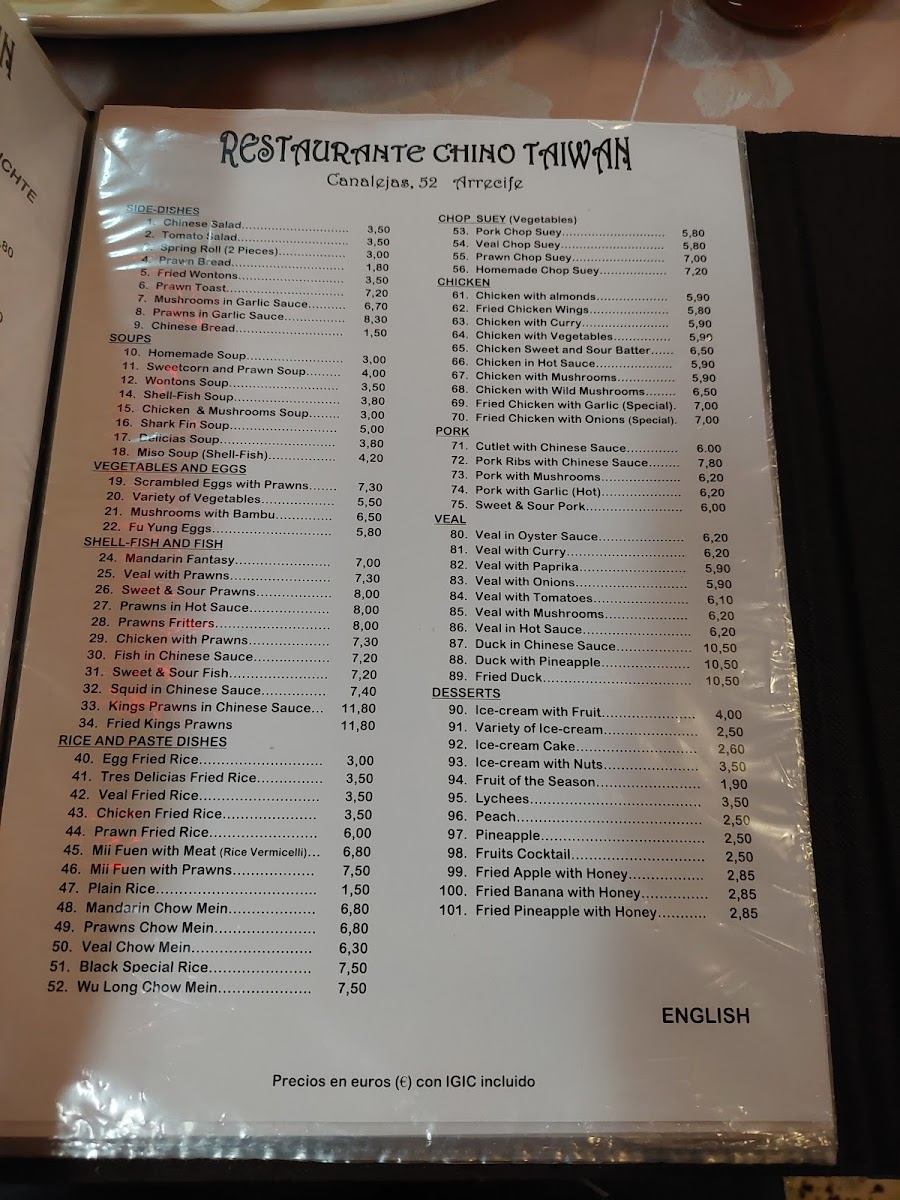 RESTAURANTE CHINO TAIWAN
Canalejas, 52 Arrecife
SIDE-DISHES
1. Chinese Salad 3,50
2. Tomato Salad 3,50
3. Spring Roll (2 Pieces) 3,00
4. Prawn Bread 1,80
5. Fried Wontons 3,50
6. Prawn Toast 7,20
7. Mushrooms in Garlic Sauce 6,70
8. Prawns in Garlic Sauce 8,30
9. Chinese Bread 1,50
SOUPS
10. Homemade Soup 3,00
11. Sweetcorn and Prawn Soup 4,00
12. Wontons Soup 3,50
14. Shell-Fish Soup 3,80
15. Chicken & Mushrooms Soup 3,00
16. Shark Fin Soup 5,00
17. Delicias Soup 3,80
18. Miso Soup (Shell-Fish) 4,20
VEGETABLES AND EGGS
19. Scrambled Eggs with Prawns 7,30
20. Variety of Vegetables 5,50
21. Mushrooms with Bambu 6,50
22. Fu Yung Eggs 5,80
SHELL-FISH AND FISH
24. Mandarin Fantasy 7,00
25. Veal with Prawns 7,30
26. Sweet & Sour Prawns 8,00
27. Prawns in Hot Sauce 8,00
28. Prawns Fritters 8,00
29. Chicken with Prawns 7,30
30. Fish in Chinese Sauce 7,20
31. Sweet & Sour Fish 7,20
32. Squid in Chinese Sauce 7,40
33. Kings Prawns in Chinese Sauce 11,80
34. Fried Kings Prawns 11,80
RICE AND PASTE DISHES
40. Egg Fried Rice 3,00
41. Tres Delicias Fried Rice 3,50
42. Veal Fried Rice 3,50
43. Chicken Fried Rice 3,50
44. Prawn Fried Rice 6,00
45. Mii Fuen with Meat (Rice Vermicelli) 6,80
46. Mii Fuen with Prawns 7,50
47. Plain Rice 1,50
48. Mandarin Chow Mein 6,80
49. Prawns Chow Mein 6,80
50. Veal Chow Mein 6,30
51. Black Special Rice 7,50
52. Wu Long Chow Mein 7,50
CHOP SUEY (Vegetables)
53. Pork Chop Suey 5,80
54. Veal Chop Suey 5,80
55. Prawn Chop Suey 7,00
56. Homemade Chop Suey 7,20
CHICKEN
61. Chicken with almonds 5,90
62. Fried Chicken Wings 5,80
63. Chicken with Curry 5,90
64. Chicken with Vegetables 5,90
65. Chicken Sweet and Sour Batter 6,50
66. Chicken in Hot Sauce 5,90
67. Chicken with Mushrooms 5,90
68. Chicken with Wild Mushrooms 6,50
69. Fried Chicken with Garlic (Special). 7,00
70. Fried Chicken with Onions (Special). 7,00
PORK
71. Cutlet with Chinese Sauce 6.00
72. Pork Ribs with Chinese Sauce 7,80
73. Pork with Mushrooms 6,20
74. Pork with Garlic (Hot) 6,20
75. Sweet & Sour Pork 6,00
VEAL
80. Veal in Oyster Sauce 6,20
81. Veal with Curry 6,20
82. Veal with Paprika 5,90
83. Veal with Onions 5,90
84. Veal with Tomatoes 6,10
85. Veal with Mushrooms 6,20
86. Veal in Hot Sauce 6,20
87. Duck in Chinese Sauce 10,50
88. Duck with Pineapple 10,50
89. Fried Duck 10,50
DESSERTS
90. Ice-cream with Fruit 4,00
91. Variety of Ice-cream 2,50
92. Ice-cream Cake 2,60
93. Ice-cream with Nuts 3,50
94. Fruit of the Season 1,90
95. Lychees 3,50
96. Peach 2,50
97. Pineapple 2,50
98. Fruits Cocktail 2,50
99. Fried Apple with Honey 2,85
100. Fried Banana with Honey 2,85
101. Fried Pineapple with Honey 2,85
ENGLISH
Precios en euros (€) con IGIC incluido